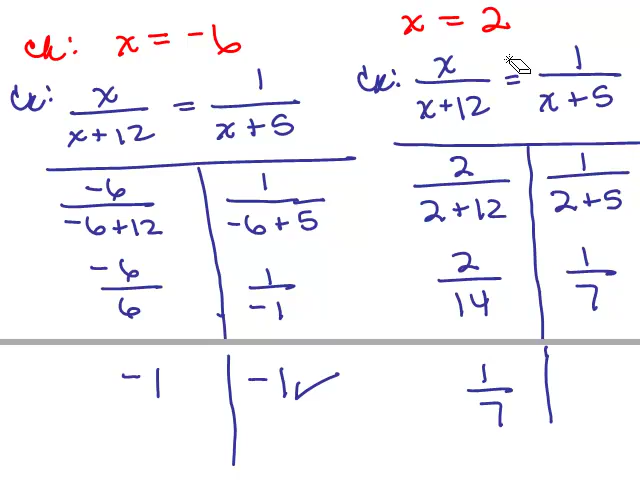 ck: x = -6
ck: x/(x+12) = 1/(x+5)
-6/(-6+12) | 1/(-6+5)
-6/6 | 1/-1
-1 | -1 ✓
x = 2
ck: x/(x+12) = 1/(x+5)
2/(2+12) | 1/(2+5)
2/14 | 1/7
1/7 |